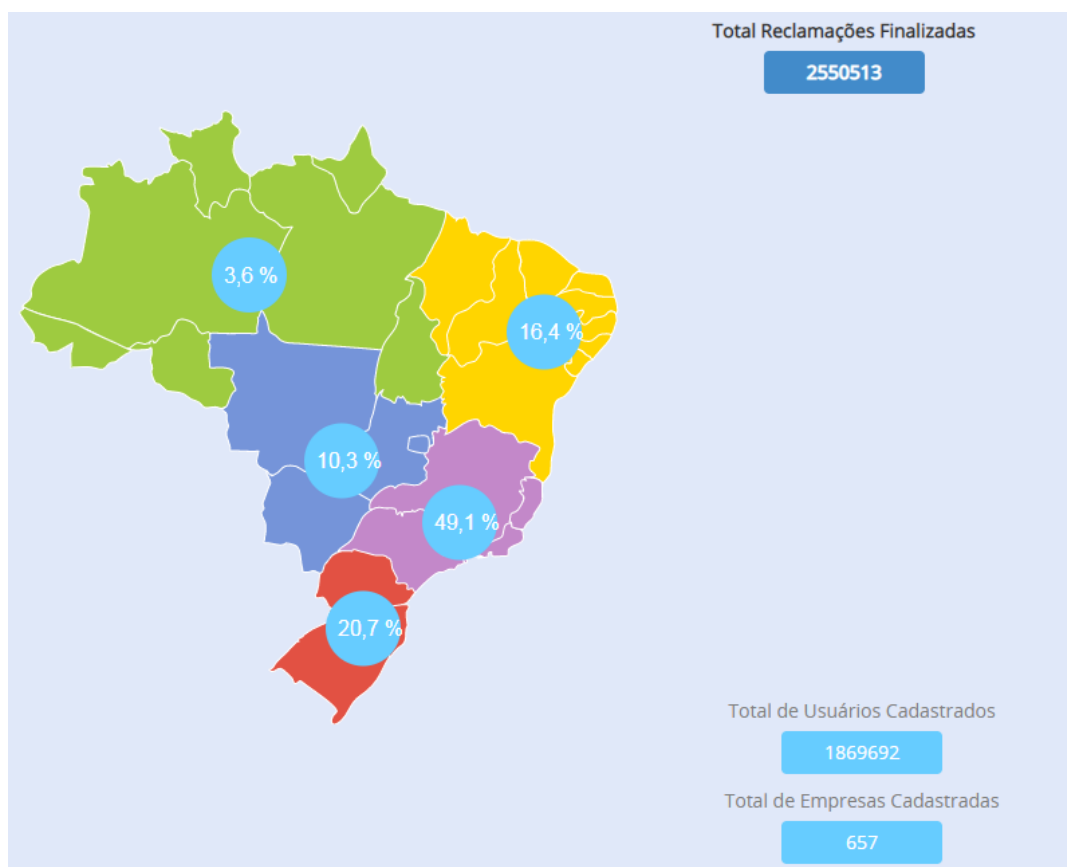 Total Reclamações Finalizadas
2550513
3,6 %
16,4 %
10,3 %
49,1 %
20,7 %
Total de Usuários Cadastrados
1869692
Total de Empresas Cadastradas
657